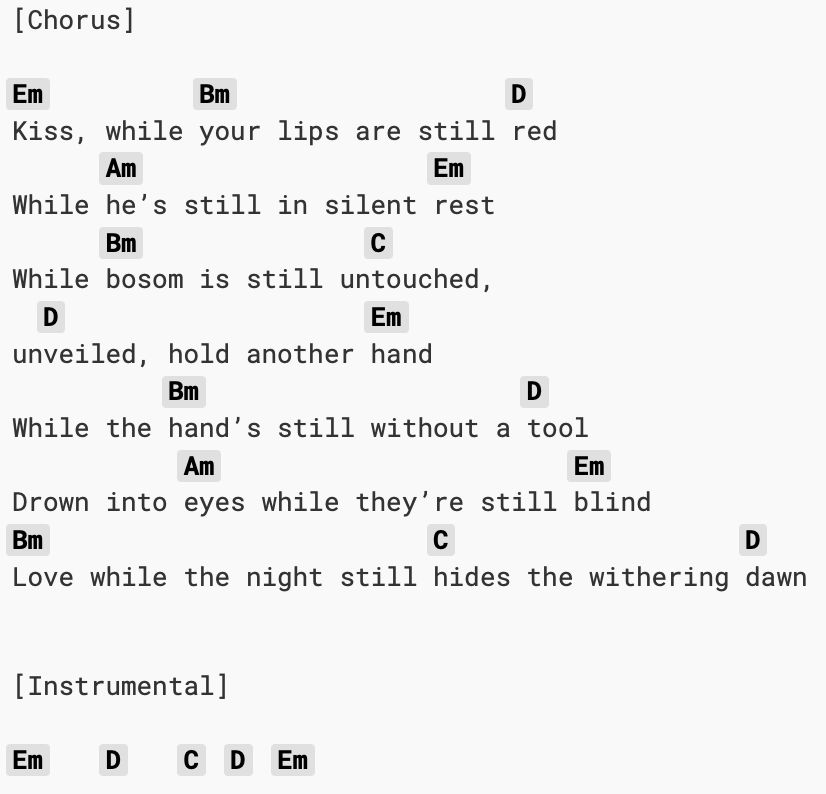 [Chorus]
Em Bm D
Kiss, while your lips are still red
Am Em
While he’s still in silent rest
Bm C
While bosom is still untouched,
D Em
unveiled, hold another hand
Bm D
While the hand’s still without a tool
Am Em
Drown into eyes while they’re still blind
Bm C D
Love while the night still hides the withering dawn
[Instrumental]
Em D C D Em